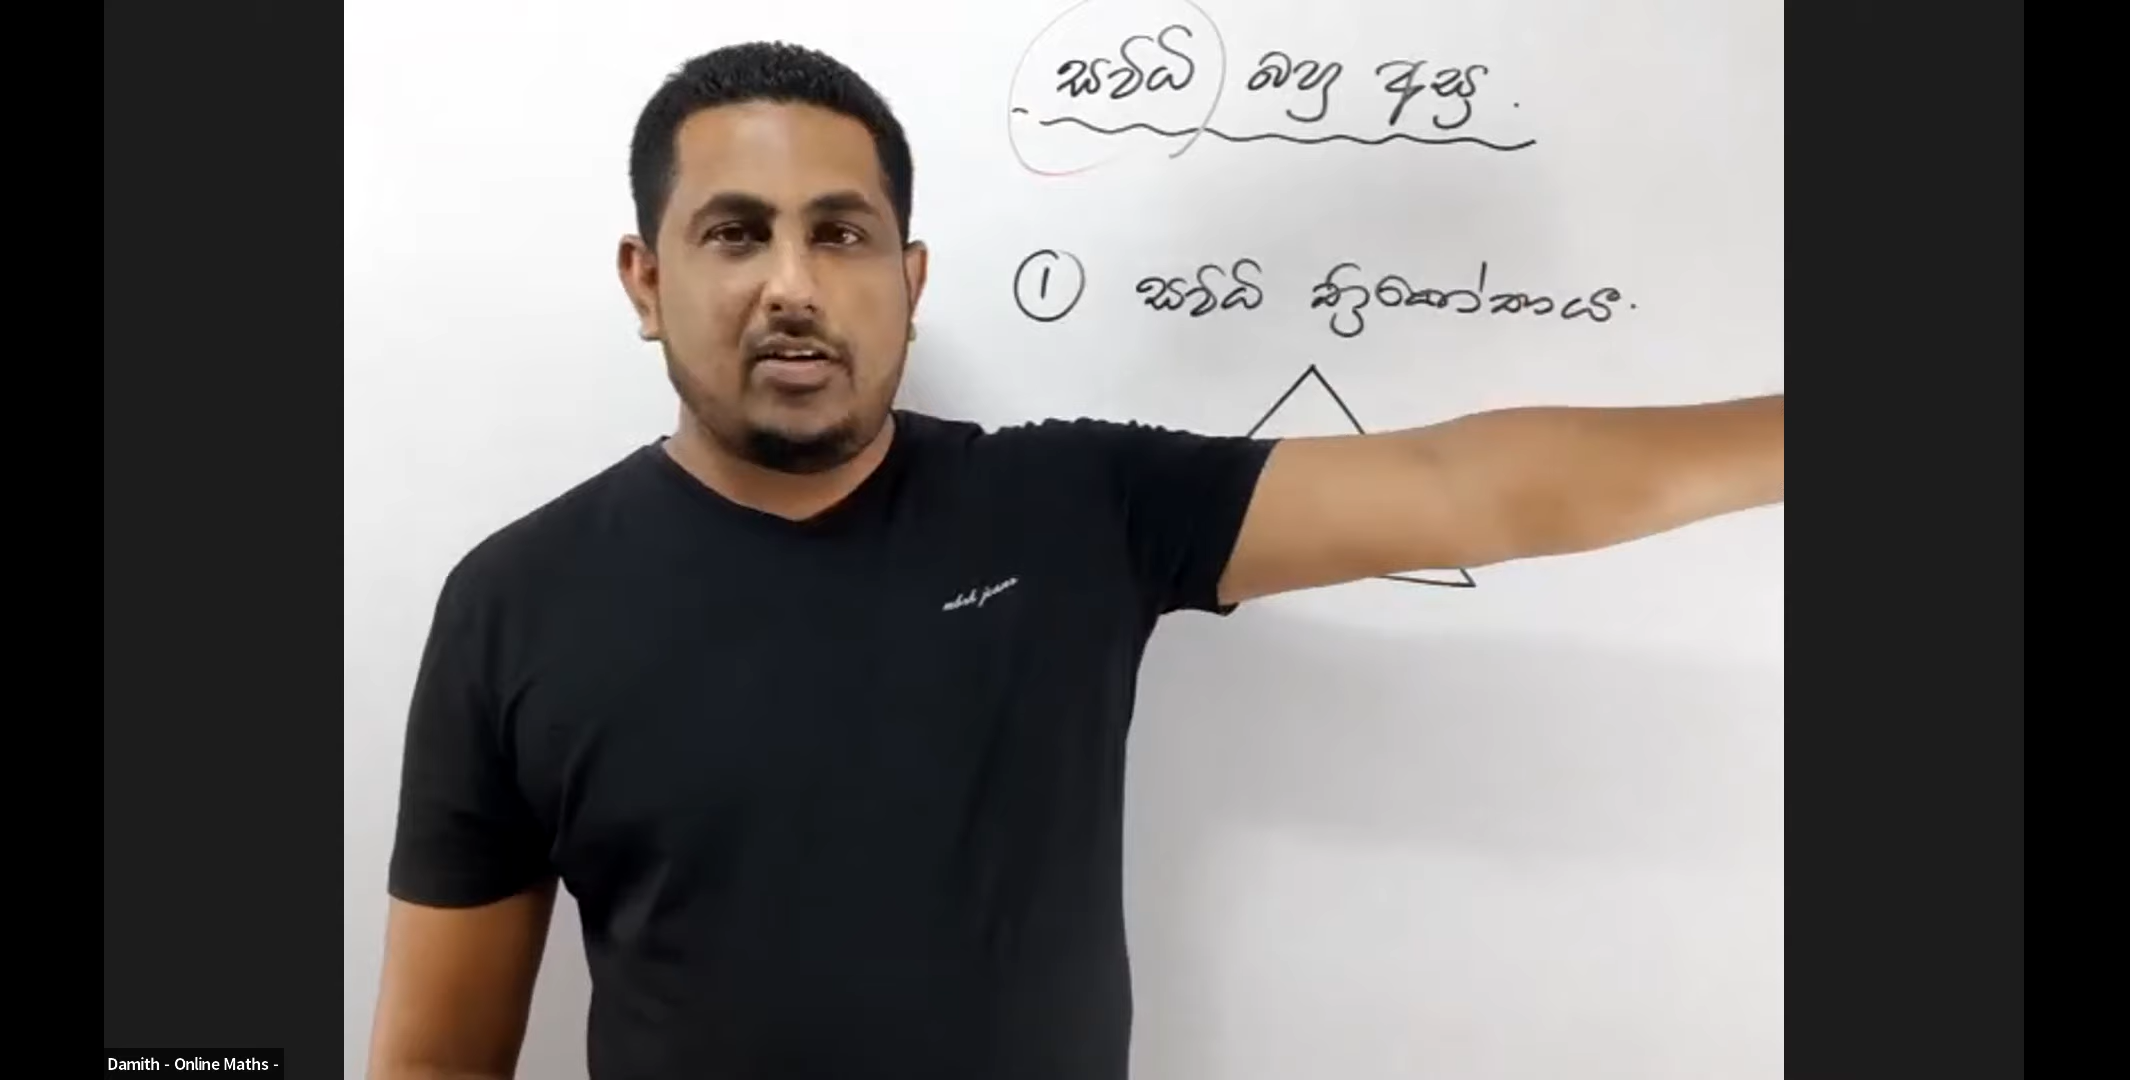 සවිධි බහු අස්‍ර.
① සවිධි ත්‍රිකෝණය.
Damith - Online Maths -